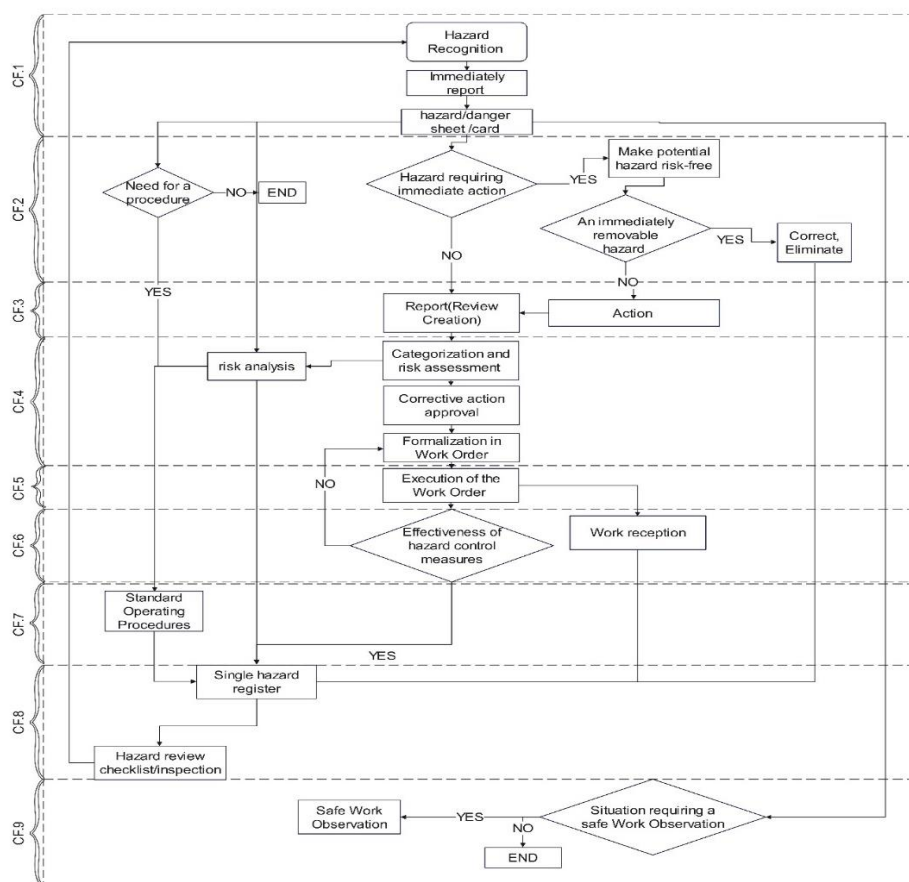 CF.1
Hazard
Recognition
Immediately
report
hazard/danger
sheet /card
CF.2
Need for a
procedure
NO
END
Hazard requiring
immediate action
YES
Make potential
hazard risk-free
An immediately
removable
hazard
YES
Correct,
Eliminate
NO
NO
YES
CF.3
Report(Review
Creation)
Action
CF.4
risk analysis
Categorization and
risk assessment
Corrective action
approval
Formalization in
Work Order
CF.5
NO
Execution of the
Work Order
CF.6
Effectiveness of
hazard control
measures
Work reception
CF.7
Standard
Operating
Procedures
YES
CF.8
Single hazard
register
Hazard review
checklist/inspection
CF.9
Safe Work
Observation
YES
NO
END
Situation requiring a
safe Work Observation